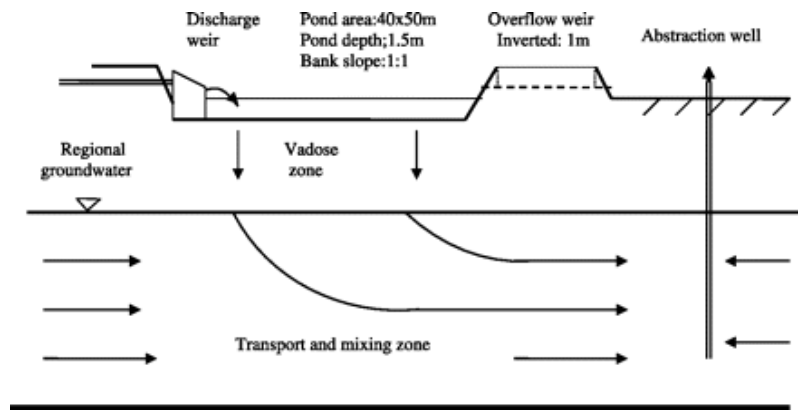 Discharge
weir
Pond area:40x50m
Pond depth;1.5m
Bank slope:1:1
Overflow weir
Inverted: 1m
Abstraction well
Regional
groundwater
Vadose
zone
Transport and mixing zone